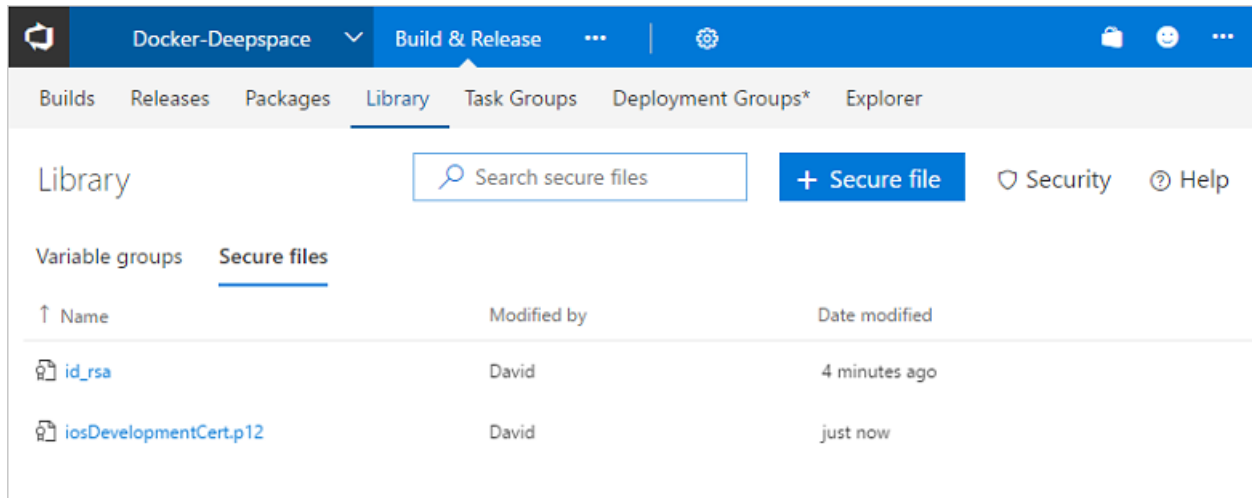 Docker-Deepspace Build & Release ...
Builds Releases Packages Library Task Groups Deployment Groups* Explorer
Library Search secure files + Secure file Security Help
Variable groups Secure files
↑ Name Modified by Date modified
id_rsa David 4 minutes ago
iosDevelopmentCert.p12 David just now